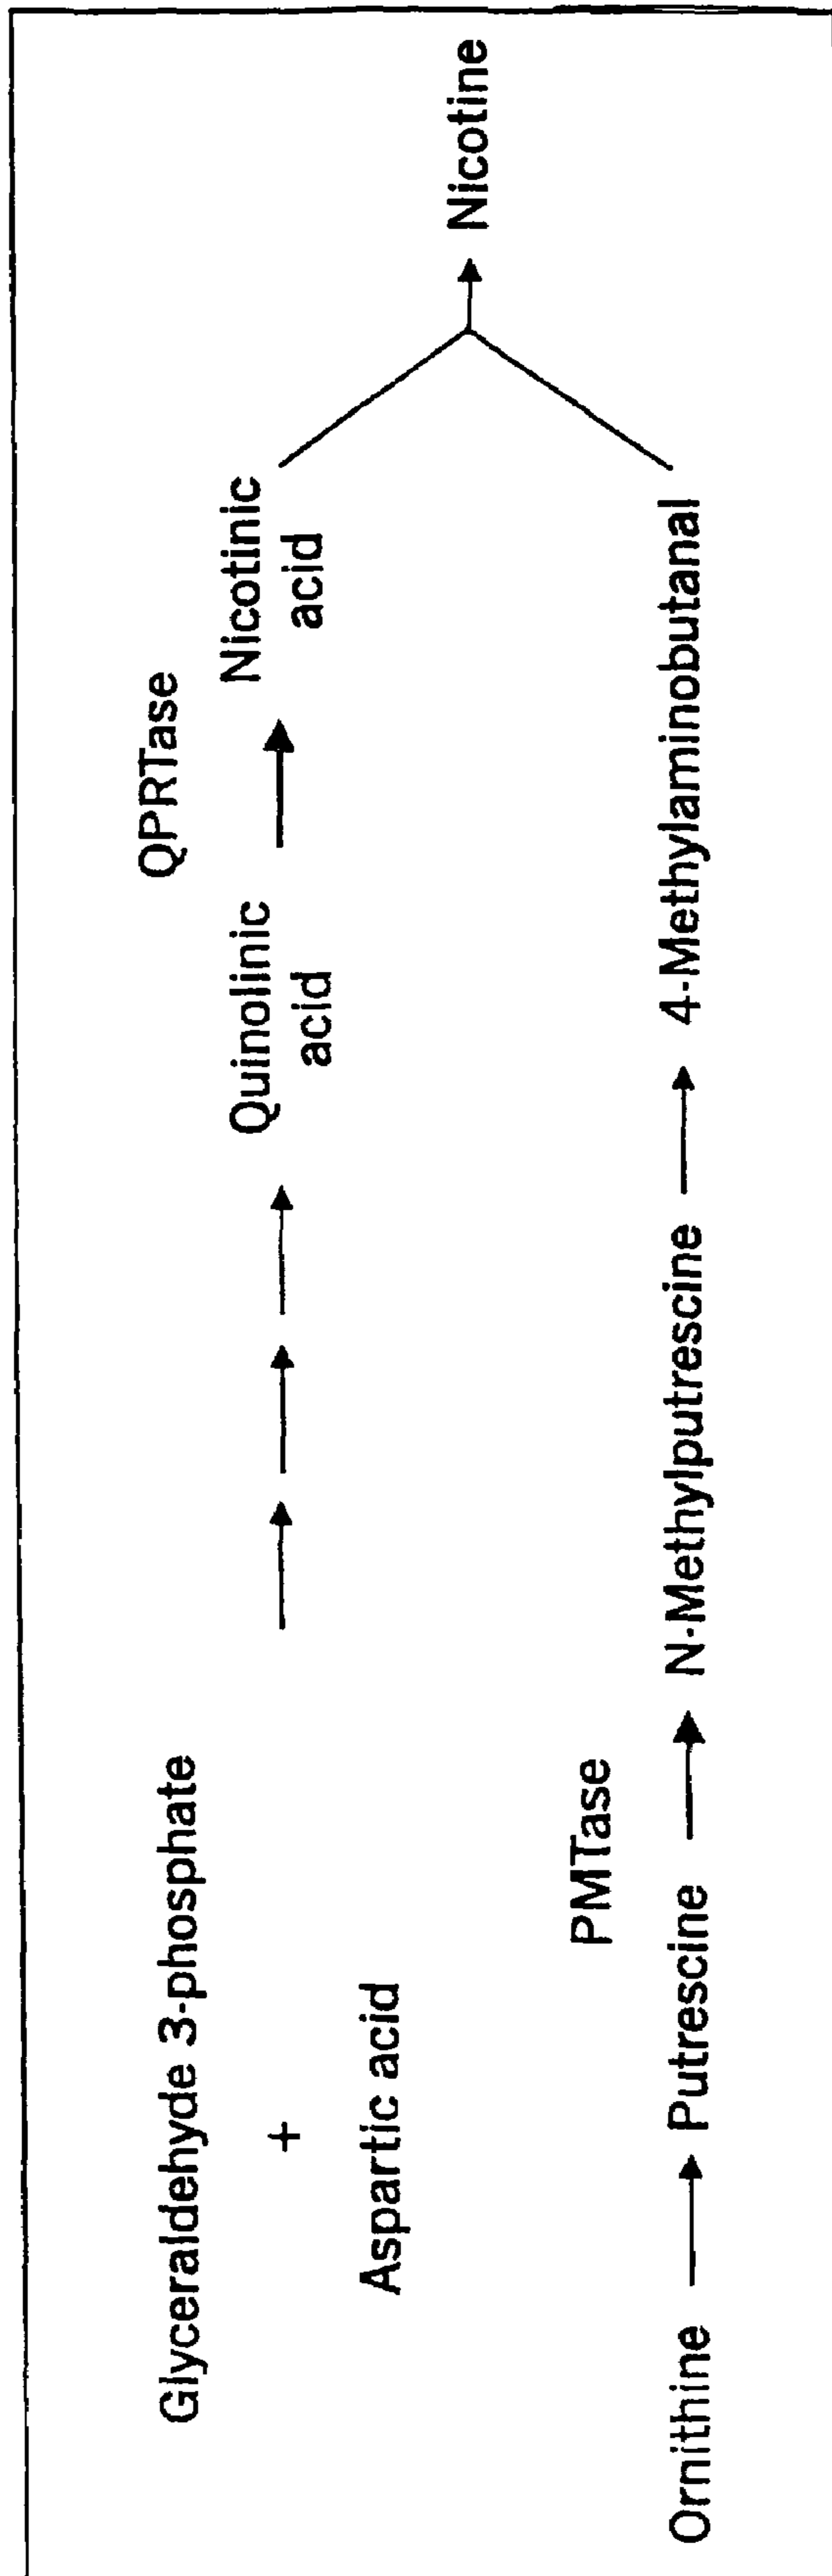 Glyceraldehyde 3-phosphate
+
Aspartic acid
Quinolinic
acid
QPRTase
Nicotinic
acid
Nicotine
Ornithine
Putrescine
PMTase
N-Methylputrescine
4-Methylaminobutanal